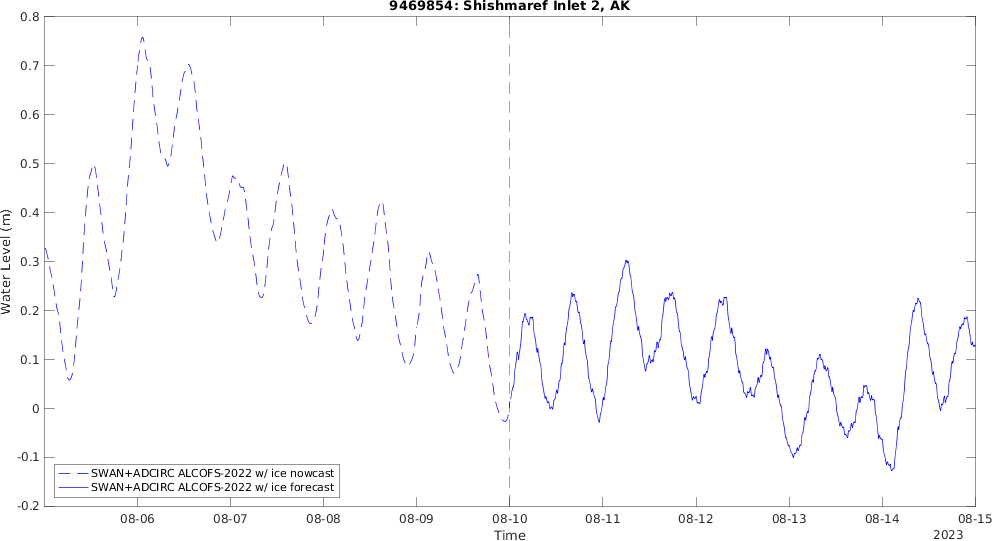 9469854: Shishmaref Inlet 2, AK
0.8
0.7
0.6
0.5
0.4
0.3
0.2
0.1
0
-0.1
-0.2
Water Level (m)
SWAN+ADCIRC ALCOFS-2022 w/ ice nowcast
SWAN+ADCIRC ALCOFS-2022 w/ ice forecast
08-06 08-07 08-08 08-09 08-10 08-11 08-12 08-13 08-14 08-15
Time
2023